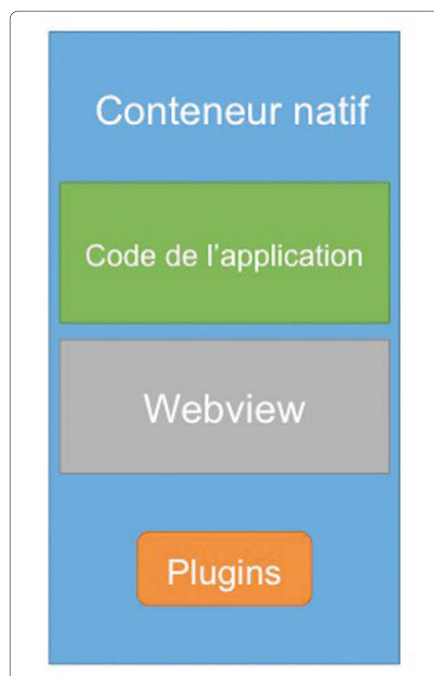 Conteneur natif
Code de l'application
Webview
Plugins